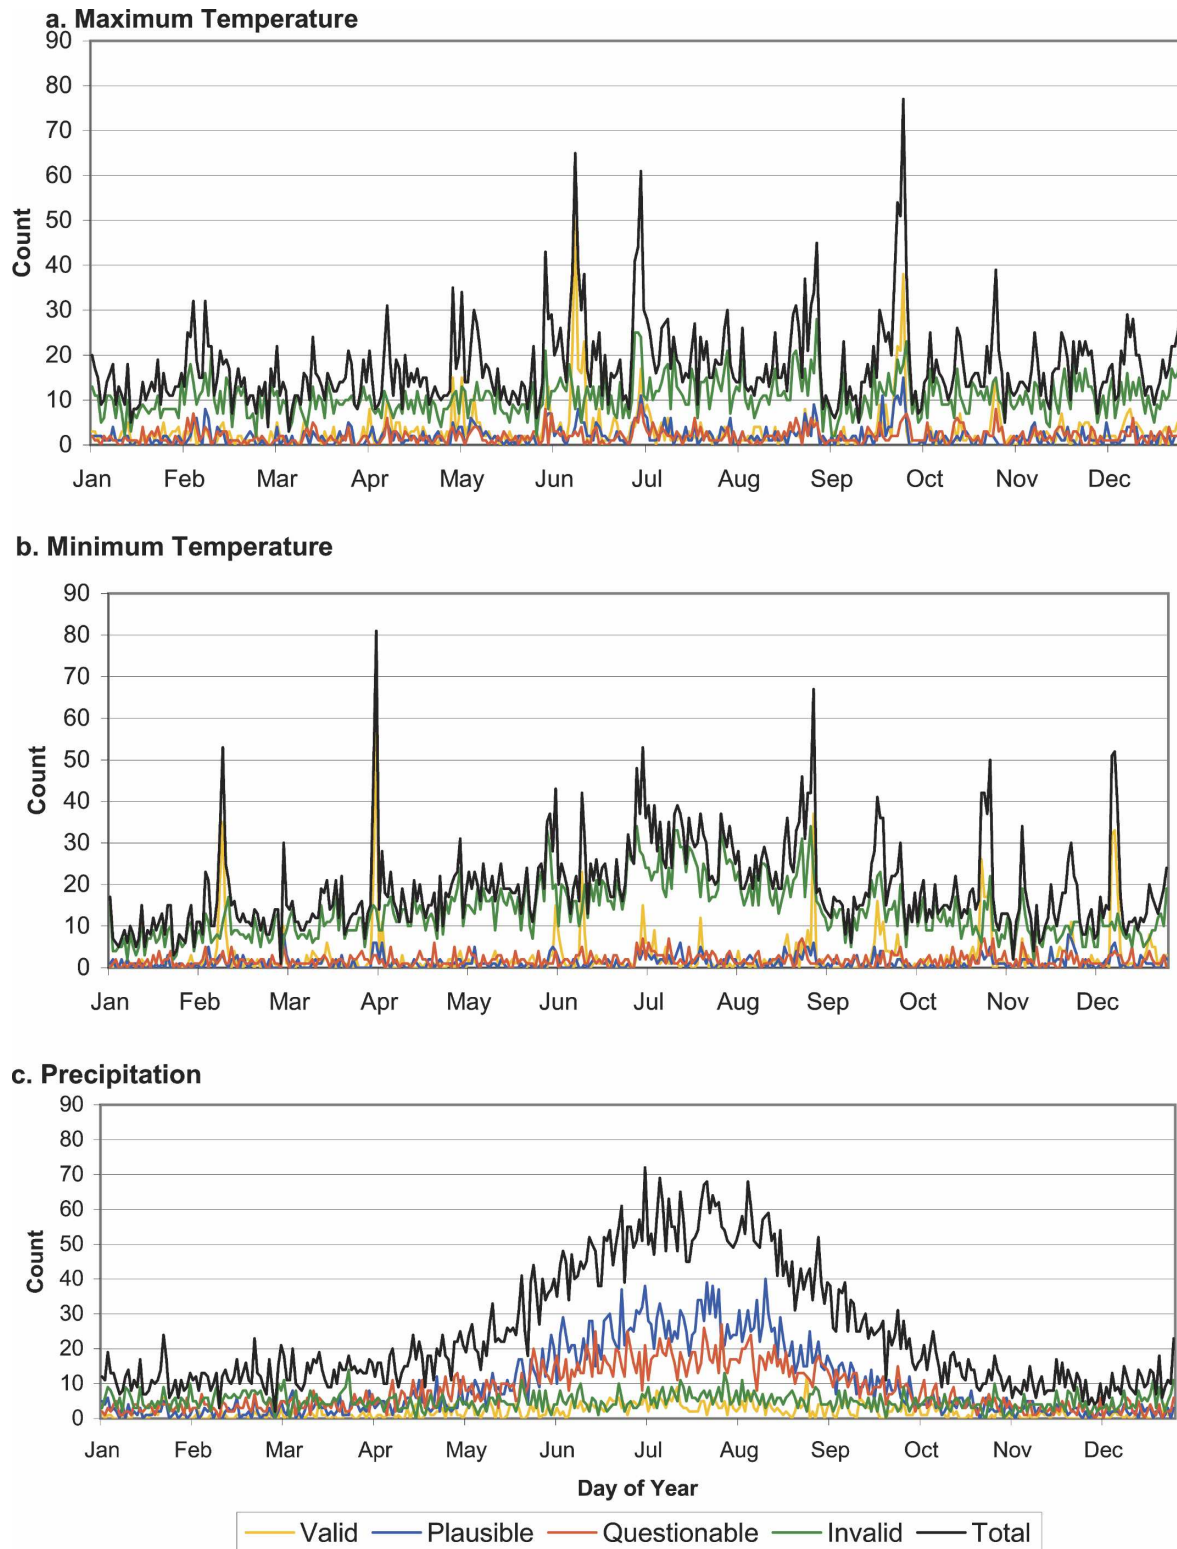 a. Maximum Temperature
90
80
70
60
50
40
30
20
10
0
Count
Jan Feb Mar Apr May Jun Jul Aug Sep Oct Nov Dec
b. Minimum Temperature
90
80
70
60
50
40
30
20
10
0
Count
Jan Feb Mar Apr May Jun Jul Aug Sep Oct Nov Dec
c. Precipitation
90
80
70
60
50
40
30
20
10
0
Count
Jan Feb Mar Apr May Jun Jul Aug Sep Oct Nov Dec
Day of Year
Valid Plausible Questionable Invalid Total